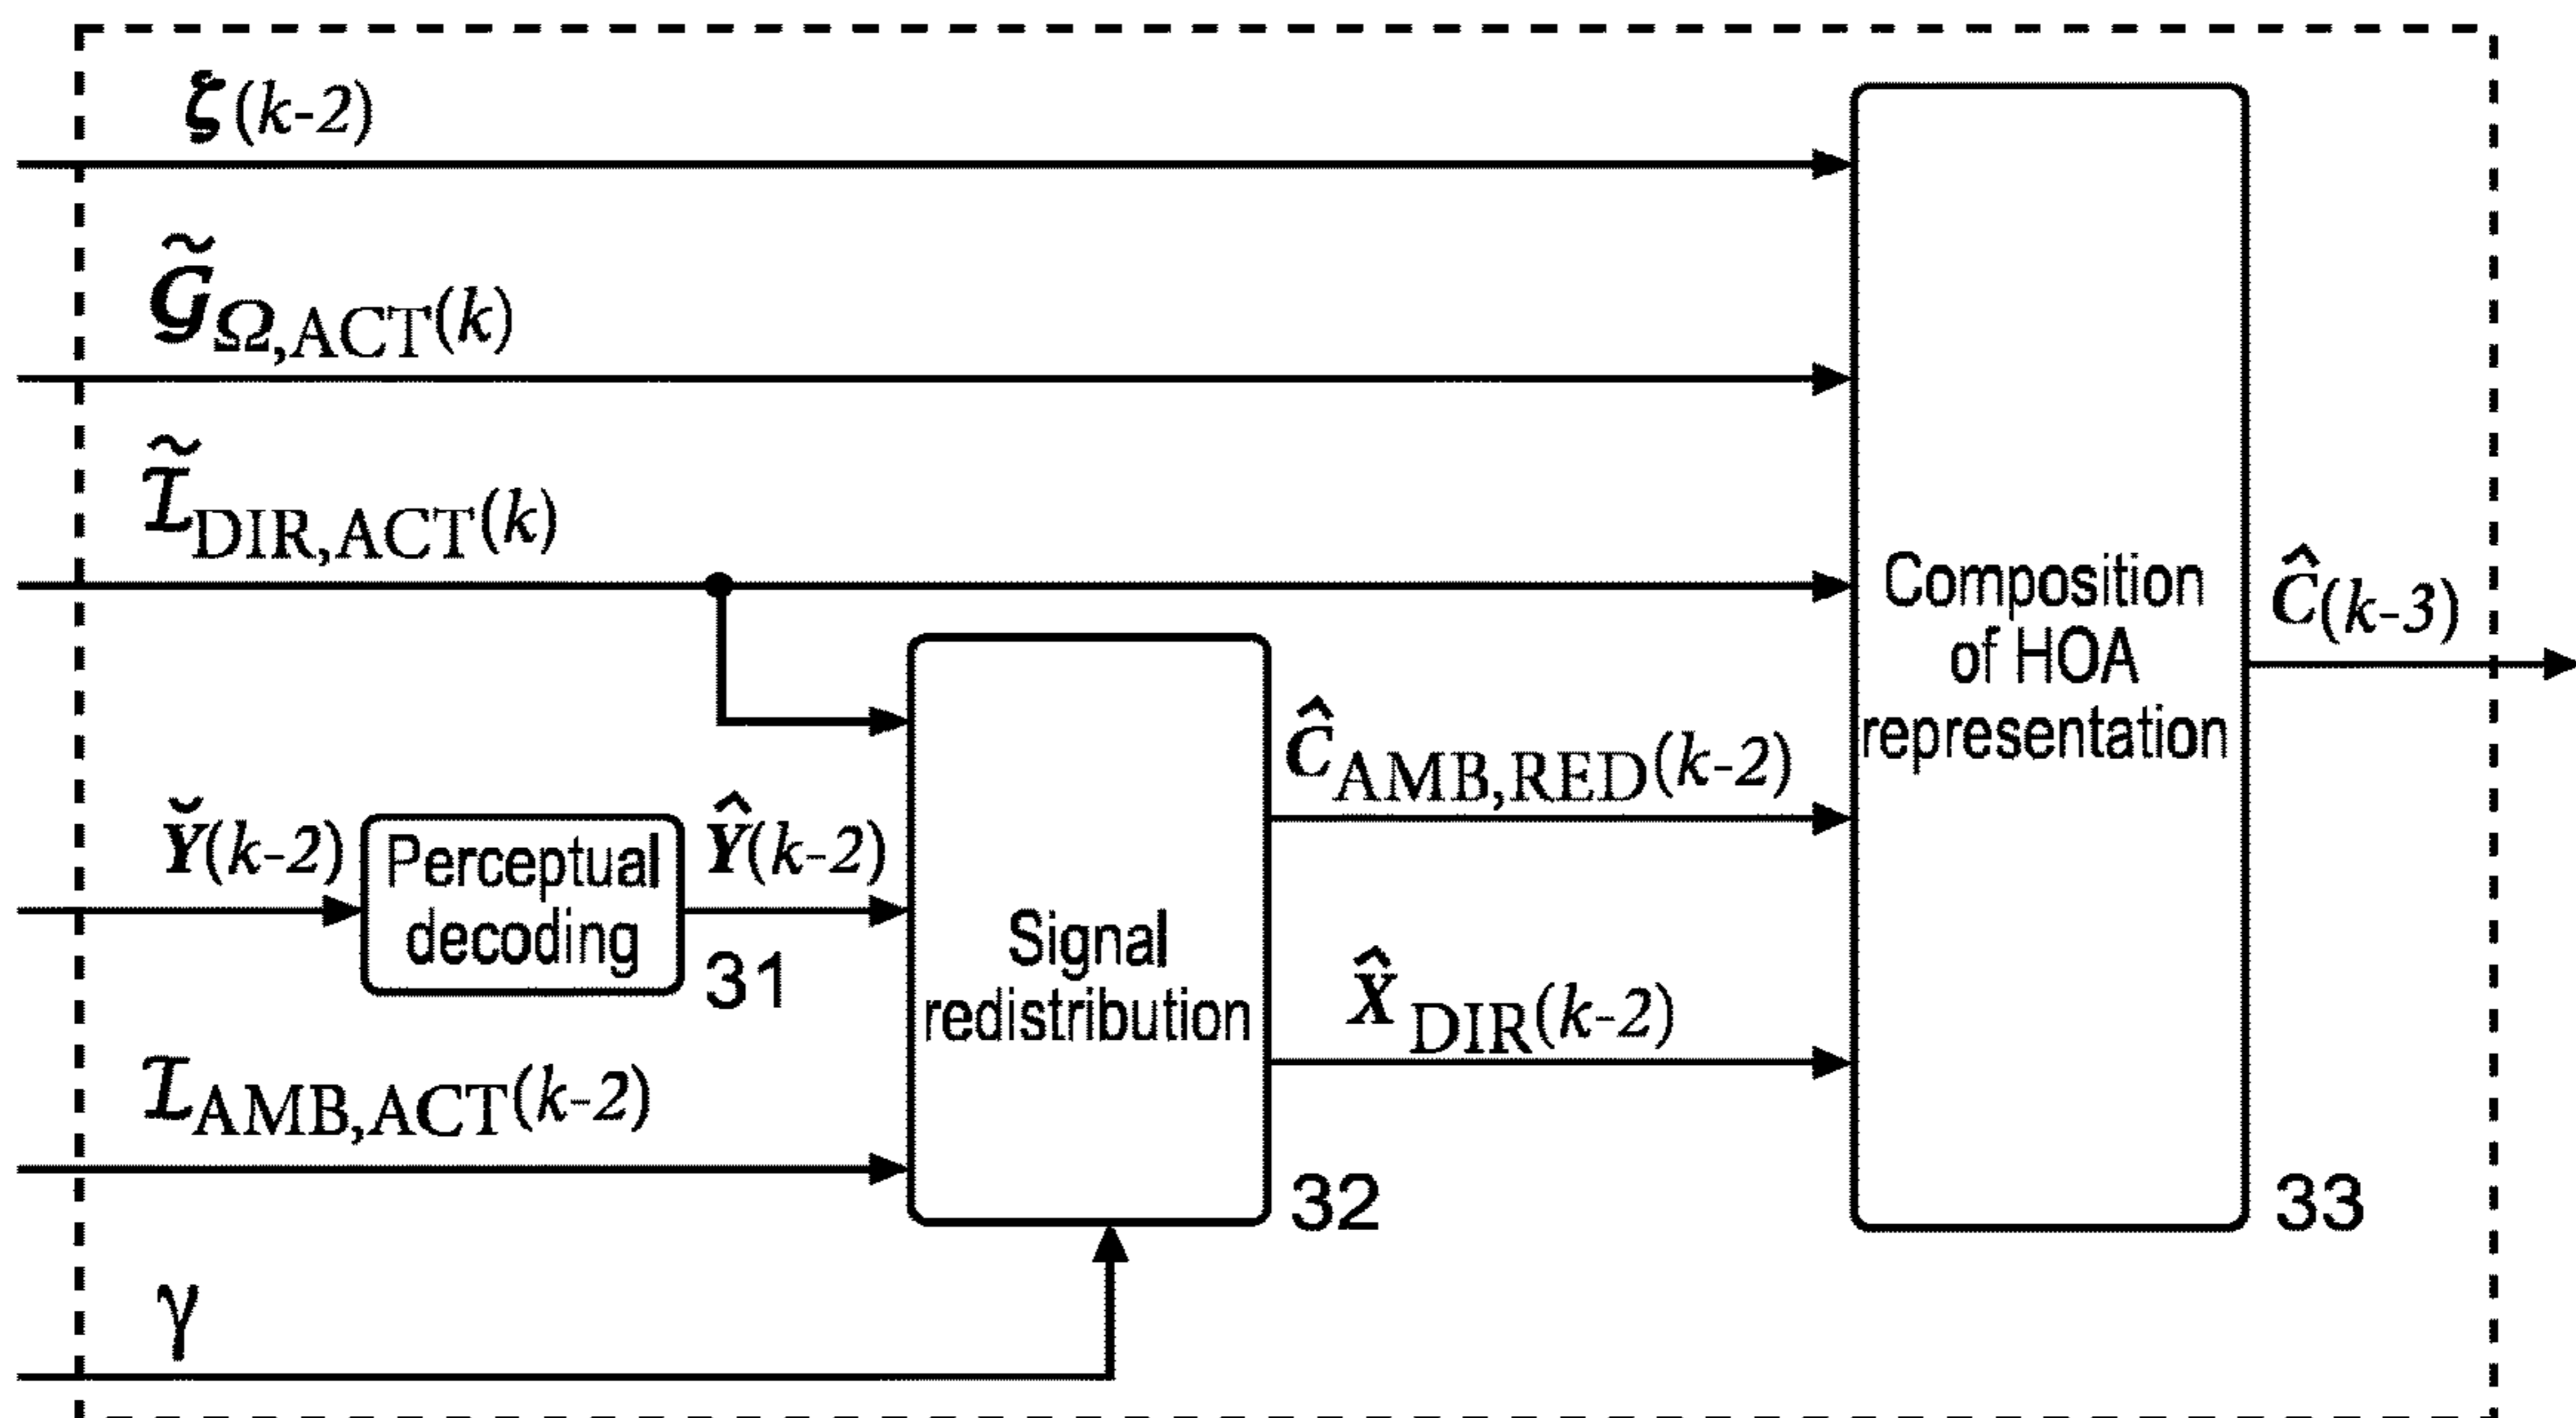 ζ(k-2)
G̃Ω,ACT(k)
ĨDIR,ACT(k)
Composition
of HOA
representation
Ĉ(k-3)
ĈAMB,RED(k-2)
Y̆(k-2)
Perceptual
decoding
Ŷ(k-2)
31
Signal
redistribution
X̂DIR(k-2)
IAMB,ACT(k-2)
32
33
γ